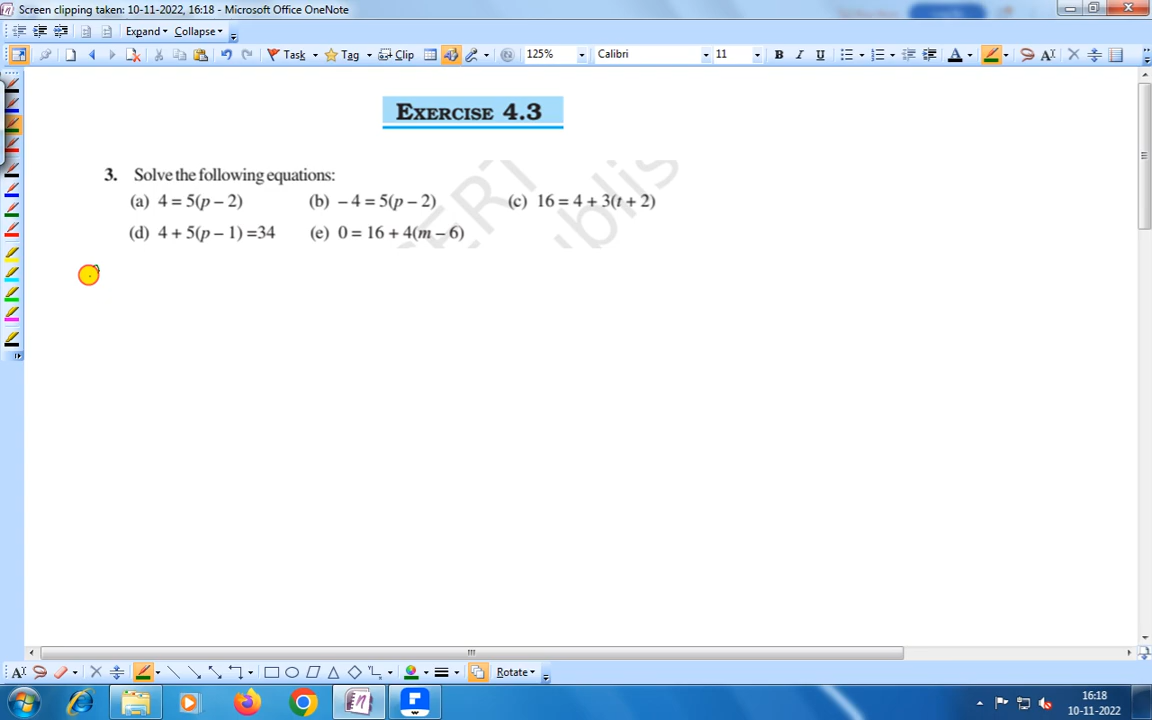 Screen clipping taken: 10-11-2022, 16:18 - Microsoft Office OneNote
Expand Collapse
Task Tag Clip 125% Calibri 11 B I U A
EXERCISE 4.3
3. Solve the following equations:
(a) 4 = 5(p – 2) (b) – 4 = 5(p – 2) (c) 16 = 4 + 3(t + 2)
(d) 4 + 5(p – 1) =34 (e) 0 = 16 + 4(m – 6)
Rotate
16:18
10-11-2022